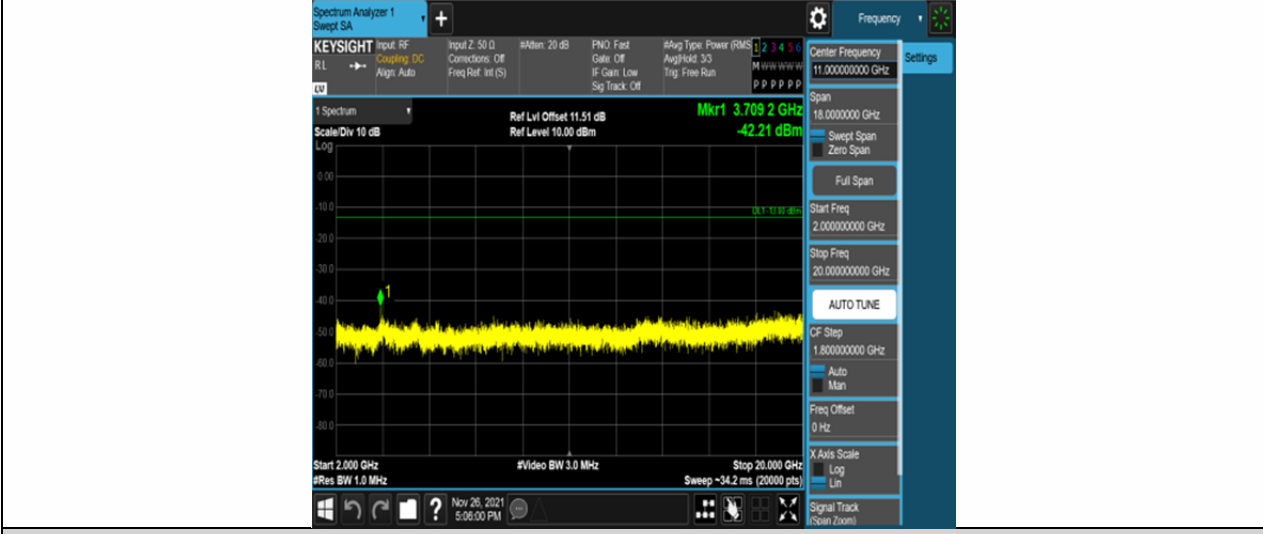 Spectrum Analyzer 1
Swept SA
+
Frequency
KEYSIGHT
RL
Input: RF
Coupling: DC
Align: Auto
Input Z: 50 Ω
Corrections: Off
Freq Ref: Int (S)
#Atten: 20 dB
PNO: Fast
Gate: Off
IF Gain: Low
Sig Track: Off
#Avg Type: Power (RMS
Avg|Hold: 3/3
Trig: Free Run
1 2 3 4 5 6
M W W W W W
P P P P P P
1 Spectrum
Scale/Div 10 dB
Ref Lvl Offset 11.51 dB
Ref Level 10.00 dBm
Mkr1 3.709 2 GHz
-42.21 dBm
Log
0.00
-10.0
-20.0
-30.0
-40.0
-50.0
-60.0
-70.0
-80.0
DL1 -13.00 dBm
1
Start 2.000 GHz
#Res BW 1.0 MHz
#Video BW 3.0 MHz
Stop 20.000 GHz
Sweep ~34.2 ms (20000 pts)
?
Nov 26, 2021
5:06:00 PM
Center Frequency
11.000000000 GHz
Settings
Span
18.0000000 GHz
Swept Span
Zero Span
Full Span
Start Freq
2.000000000 GHz
Stop Freq
20.000000000 GHz
AUTO TUNE
CF Step
1.800000000 GHz
Auto
Man
Freq Offset
0 Hz
X Axis Scale
Log
Lin
Signal Track
(Span Zoom)